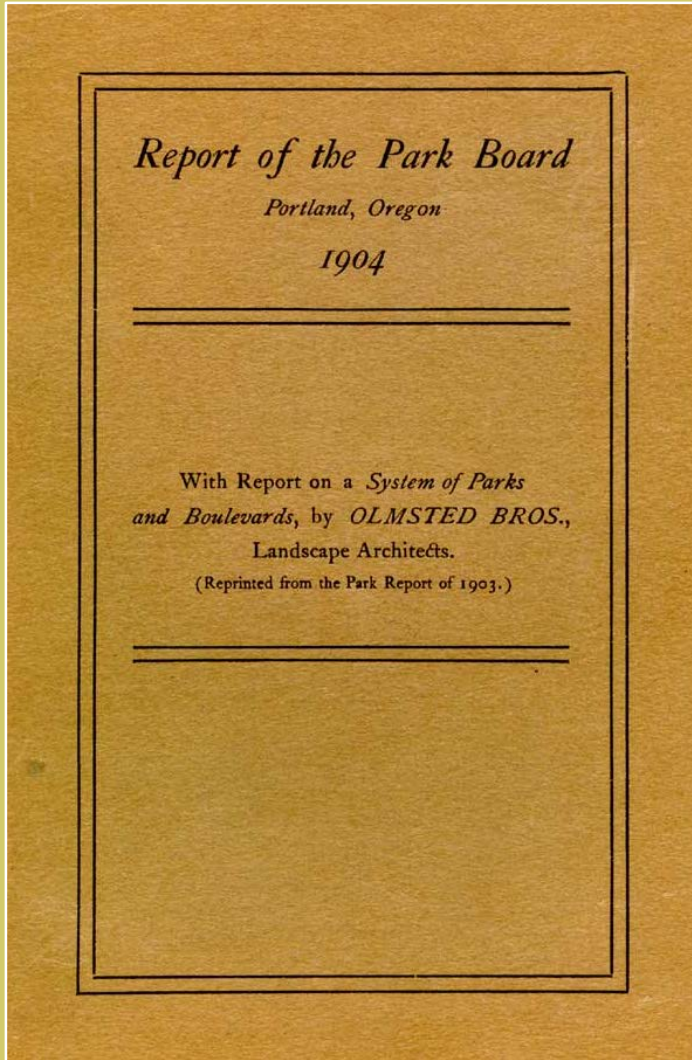 Report of the Park Board
Portland, Oregon
1904
With Report on a System of Parks
and Boulevards, by OLMSTED BROS.,
Landscape Architects.
(Reprinted from the Park Report of 1903.)